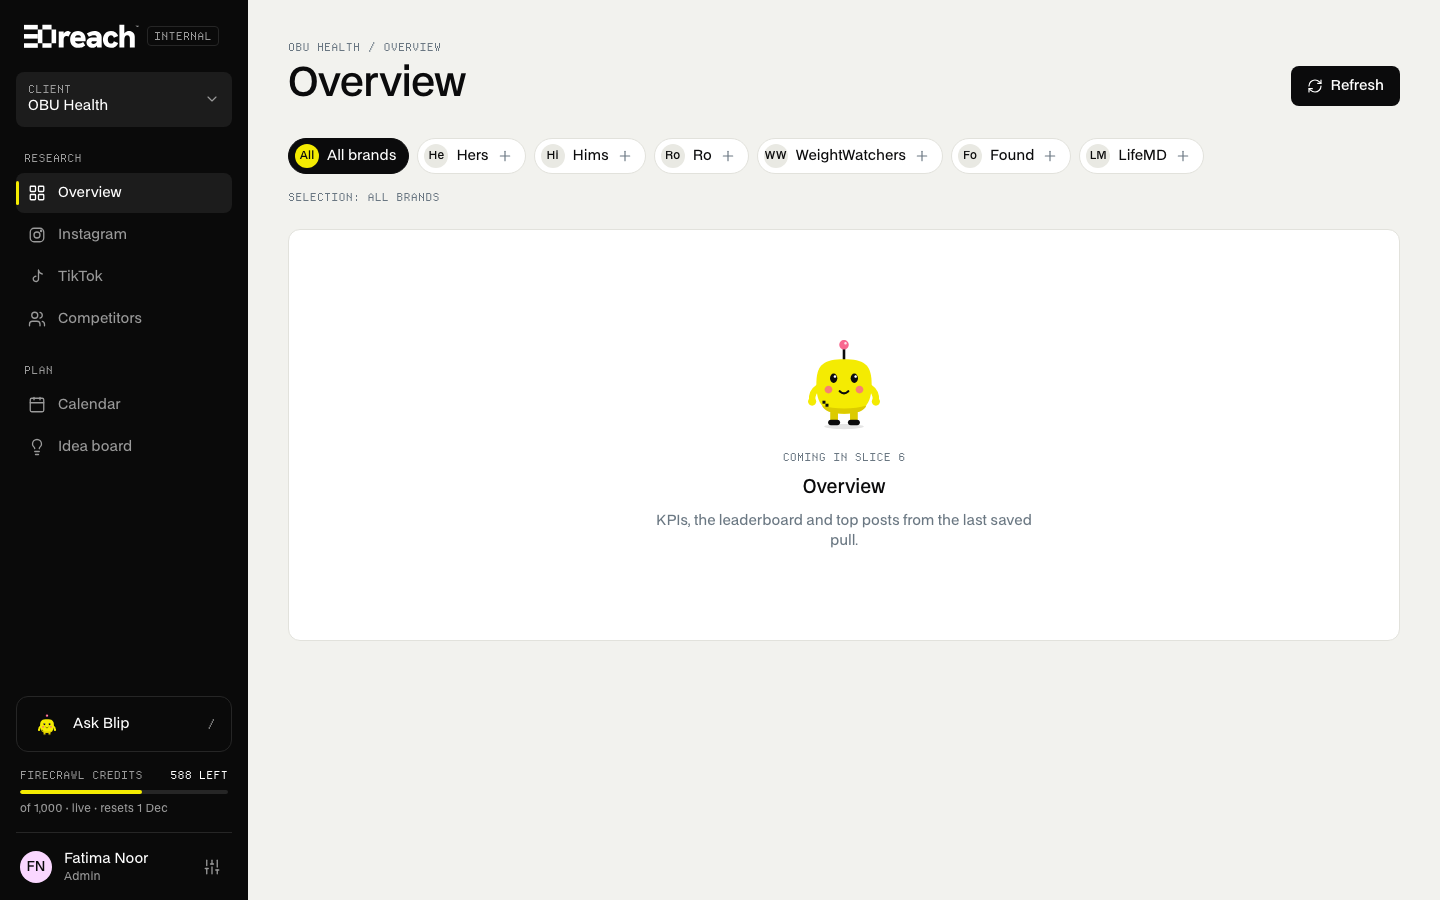 reach
INTERNAL
CLIENT
OBU Health
RESEARCH
Overview
Instagram
TikTok
Competitors
PLAN
Calendar
Idea board
Ask Blip /
FIRECRAWL CREDITS 588 LEFT
of 1,000 · live · resets 1 Dec
FN
Fatima Noor
Admin
OBU HEALTH / OVERVIEW
Overview
Refresh
All All brands
He Hers +
Hi Hims +
Ro Ro +
WW WeightWatchers +
Fo Found +
LM LifeMD +
SELECTION: ALL BRANDS
COMING IN SLICE 6
Overview
KPIs, the leaderboard and top posts from the last saved
pull.